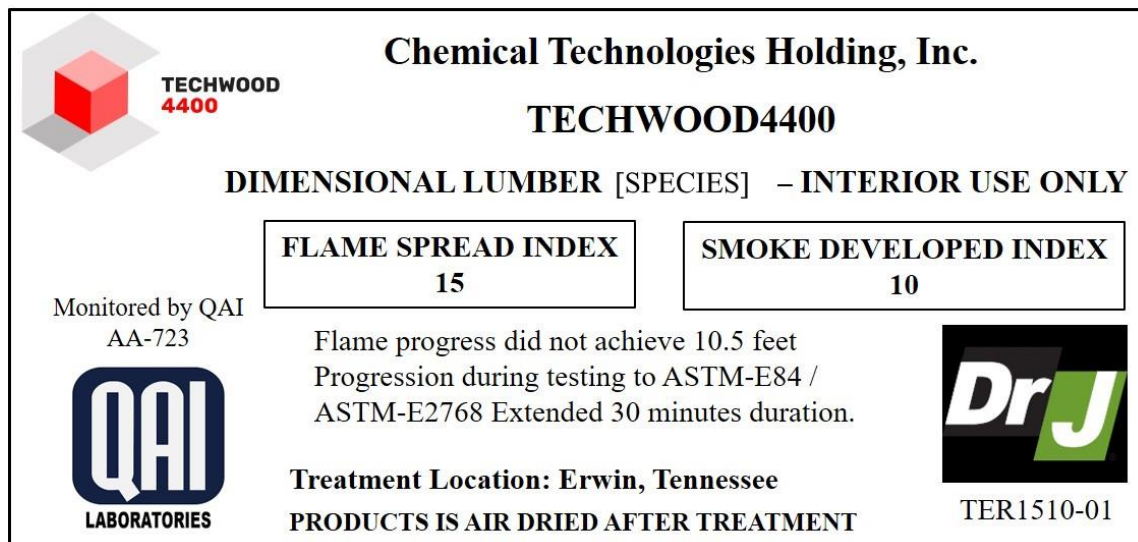 Chemical Technologies Holding, Inc.
TECHWOOD
4400
TECHWOOD4400
DIMENSIONAL LUMBER [SPECIES] – INTERIOR USE ONLY
FLAME SPREAD INDEX
15
SMOKE DEVELOPED INDEX
10
Monitored by QAI
AA-723
Flame progress did not achieve 10.5 feet
Progression during testing to ASTM-E84 /
ASTM-E2768 Extended 30 minutes duration.
QAI
LABORATORIES
DrJ
Treatment Location: Erwin, Tennessee
PRODUCTS IS AIR DRIED AFTER TREATMENT
TER1510-01